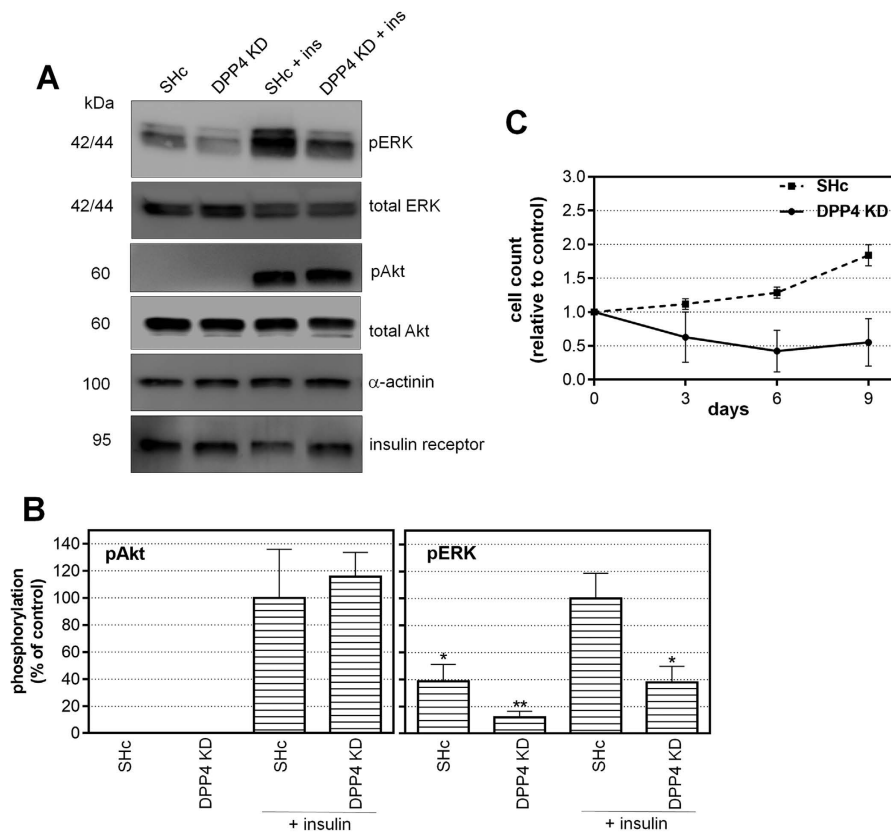 A
SHc
DPP4 KD
SHc + ins
DPP4 KD + ins
kDa
42/44
pERK
42/44
total ERK
60
pAkt
60
total Akt
100
α-actinin
95
insulin receptor
C
3.0
2.5
2.0
1.5
1.0
0.5
0.0
cell count
(relative to control)
SHc
DPP4 KD
0
3
6
9
days
B
phosphorylation
(% of control)
140
120
100
80
60
40
20
0
pAkt
SHc
DPP4 KD
SHc
DPP4 KD
+ insulin
pERK
*
**
*
SHc
DPP4 KD
SHc
DPP4 KD
+ insulin